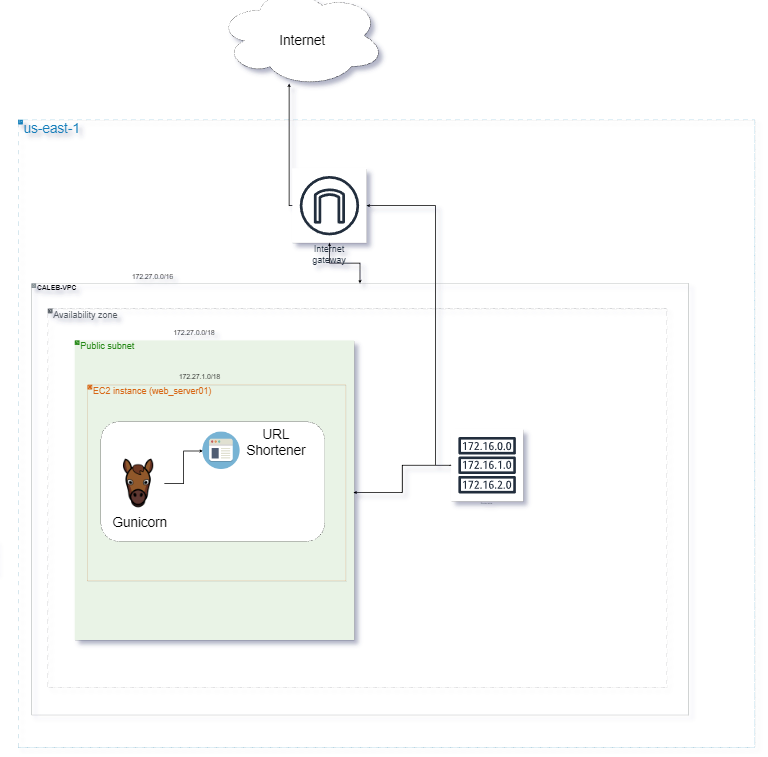 Internet
us-east-1
Internet
gateway
172.27.0.0/16
CALEB-VPC
Availability zone
172.27.0.0/18
Public subnet
172.27.1.0/18
EC2 instance (web_server01)
URL
Shortener
Gunicorn
172.16.0.0
172.16.1.0
172.16.2.0